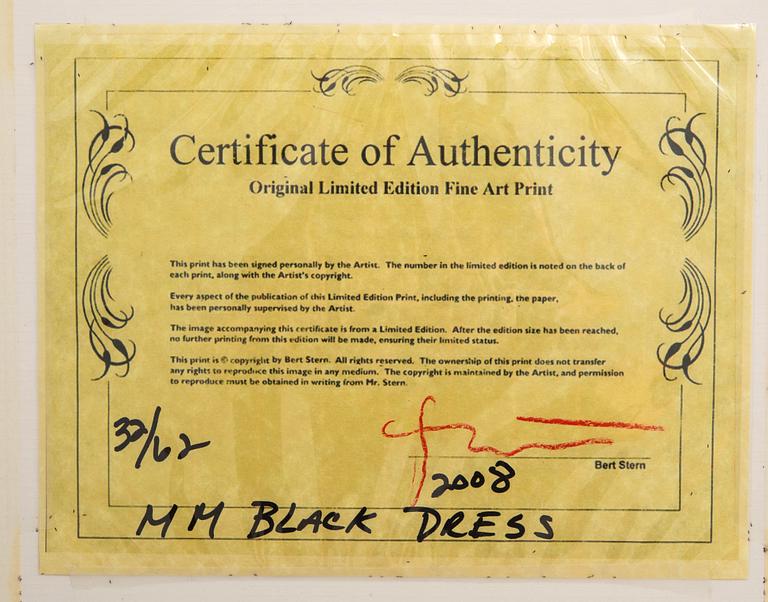 Certificate of Authenticity
Original Limited Edition Fine Art Print
This print has been signed personally by the Artist. The number in the limited edition is noted on the back of
each print, along with the Artist's copyright.
Every aspect of the publication of this Limited Edition Print, including the printing, the paper,
has been personally supervised by the Artist.
The image accompanying this certificate is from a Limited Edition. After the edition size has been reached,
no further printing from this edition will be made, ensuring their limited status.
This print is © copyright by Bert Stern. All rights reserved. The ownership of this print does not transfer
any rights to reproduce this image in any medium. The copyright is maintained by the Artist, and permission
to reproduce must be obtained in writing from Mr. Stern.
32/62
Bert Stern
2008
MM BLACK DRESS